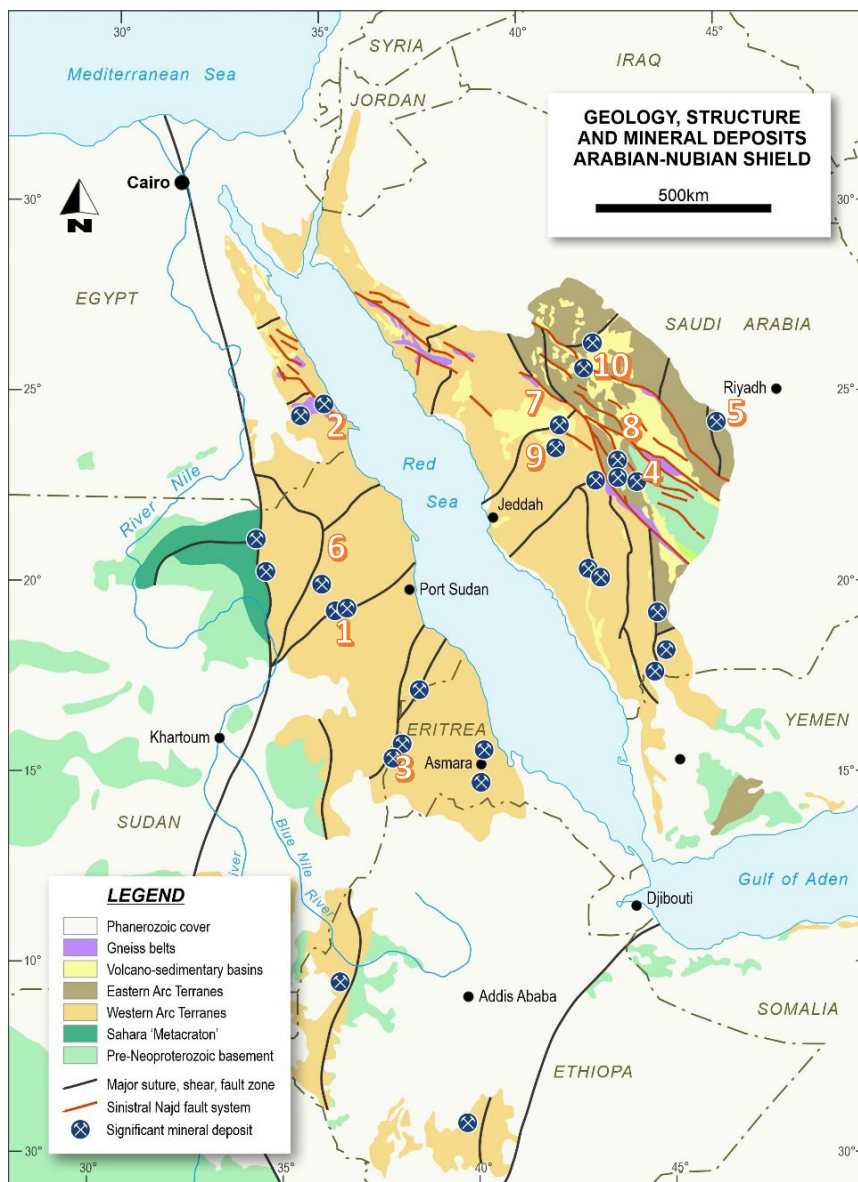 30°
35°
40°
45°
SYRIA
IRAQ
Mediterranean Sea
JORDAN
GEOLOGY, STRUCTURE
AND MINERAL DEPOSITS
ARABIAN-NUBIAN SHIELD
500km
Cairo
N
30°
30°
EGYPT
SAUDI ARABIA
10
25°
Riyadh
25°
7
5
2
8
9
4
River Nile
Red
Sea
Jeddah
6
20°
Port Sudan
20°
1
ERITREA
YEMEN
Khartoum
15°
3
Asmara
15°
SUDAN
Blue Nile
River
River
Gulf of Aden
Djibouti
LEGEND
Phanerozoic cover
Gneiss belts
Volcano-sedimentary basins
Eastern Arc Terranes
Western Arc Terranes
Sahara 'Metacraton'
Pre-Neoproterozoic basement
Major suture, shear, fault zone
Sinistral Najd fault system
Significant mineral deposit
10°
10°
Addis Ababa
SOMALIA
ETHIOPA
30°
30°
30°
35°
40°
45°